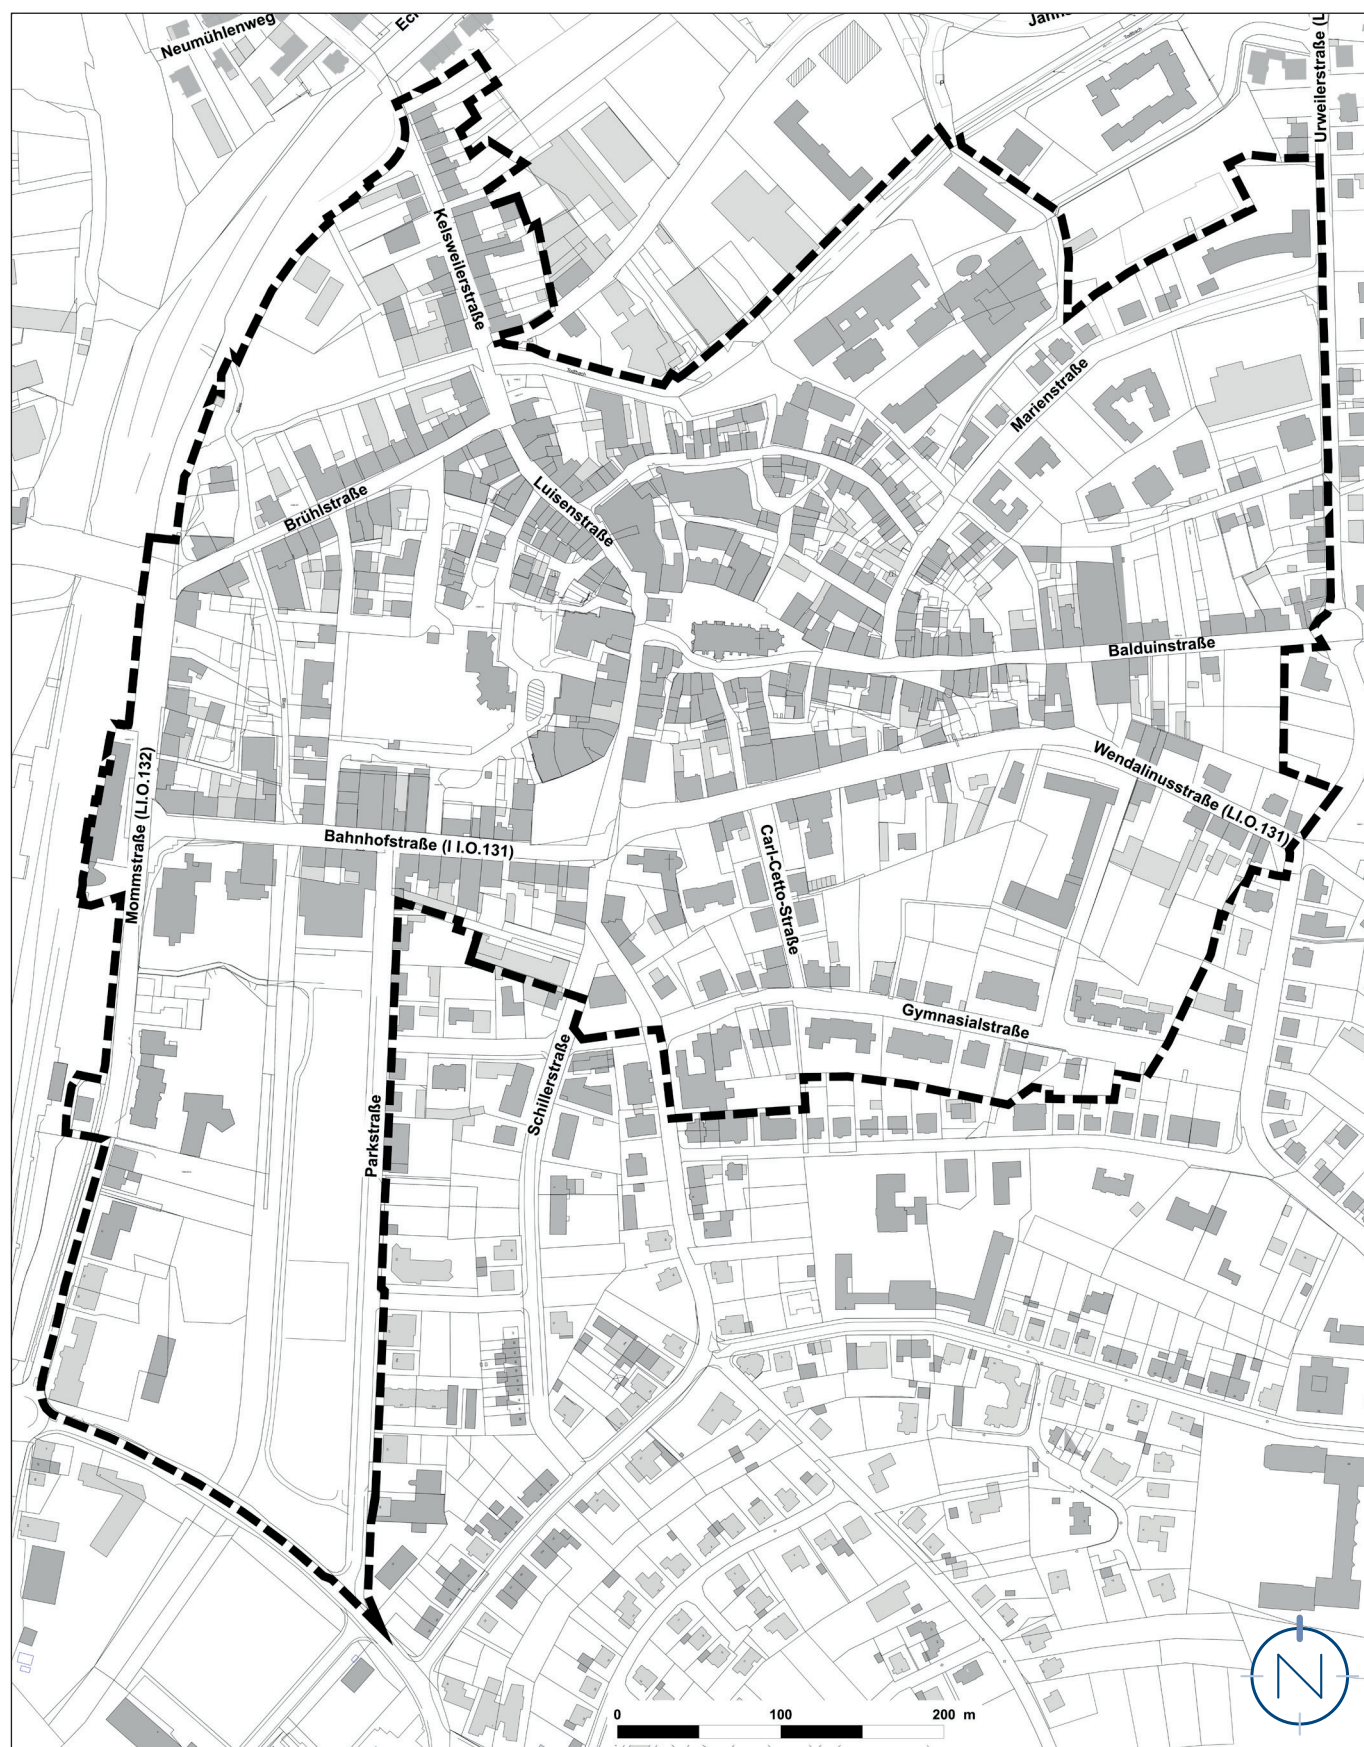 Neumühlenweg
Urweilerstraße (L
Kelsweilerstraße
Marienstraße
Luisenstraße
Brühlstraße
Balduinstraße
Wendalinusstraße (LI.O.131)
Mommstraße (L.I.O.132)
Bahnhofstraße (I I.O.131)
Carl-Cetto-Straße
Gymnasialstraße
Schillerstraße
Parkstraße
N
0 100 200 m